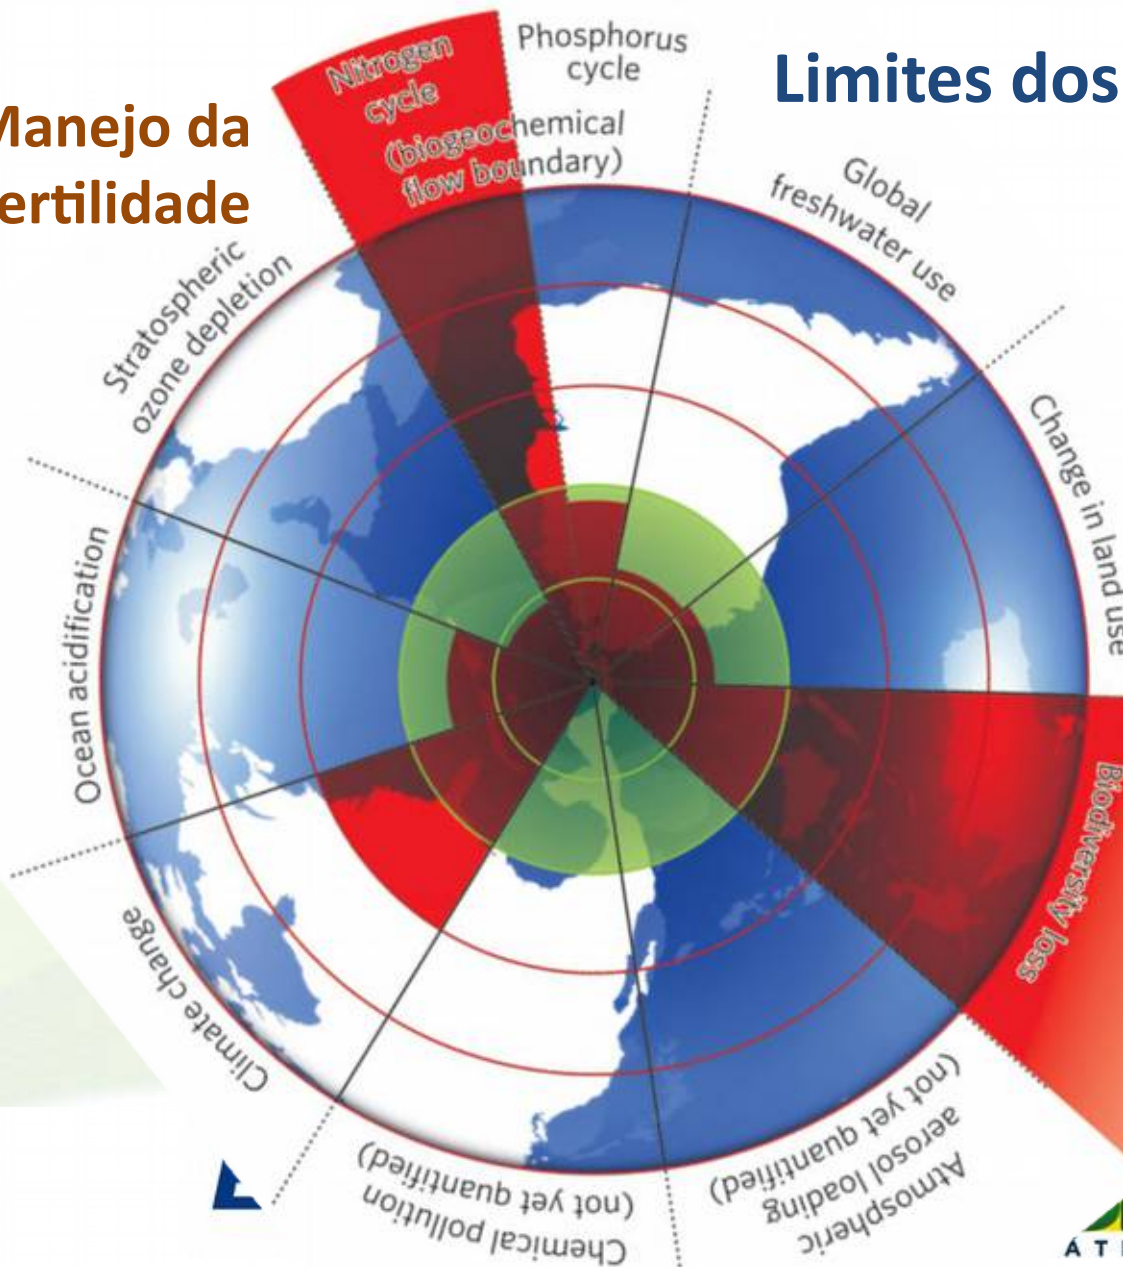 Limites dos
Manejo da
ertilidade
Nitrogen
cycle
Phosphorus
cycle
(biogeochemical
flow boundary)
Global
freshwater use
Change in land use
Biodiversity loss
Atmospheric
aerosol loading
(not yet quantified)
Chemical pollution
(not yet quantified)
Climate change
Ocean acidification
Stratospheric
ozone depletion